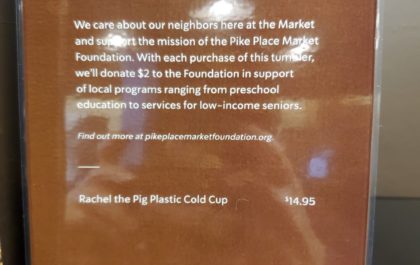 We care about our neighbors here at the Market
and support the mission of the Pike Place Market
Foundation. With each purchase of this tumbler,
we'll donate $2 to the Foundation in support
of local programs ranging from preschool
education to services for low-income seniors.
Find out more at pikeplacemarketfoundation.org.
Rachel the Pig Plastic Cold Cup $14.95